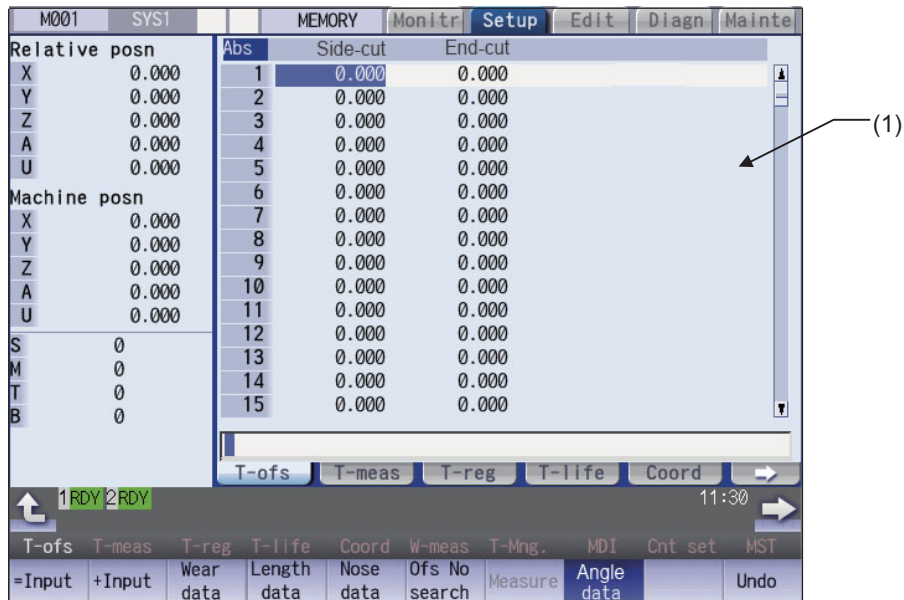 M001 SYS1 MEMORY Monitr Setup Edit Diagn Mainte
Relative posn
X 0.000
Y 0.000
Z 0.000
A 0.000
U 0.000
Machine posn
X 0.000
Y 0.000
Z 0.000
A 0.000
U 0.000
S 0
M 0
T 0
B 0
Abs Side-cut End-cut
1 0.000 0.000
2 0.000 0.000
3 0.000 0.000
4 0.000 0.000
5 0.000 0.000
6 0.000 0.000
7 0.000 0.000
8 0.000 0.000
9 0.000 0.000
10 0.000 0.000
11 0.000 0.000
12 0.000 0.000
13 0.000 0.000
14 0.000 0.000
15 0.000 0.000
(1)
T-ofs T-meas T-reg T-life Coord
1 RDY 2 RDY 11:30
T-ofs T-meas T-reg T-life Coord W-meas T-Mng. MDI Cnt set MST
=Input +Input Wear data Length data Nose data Ofs No search Measure Angle data Undo